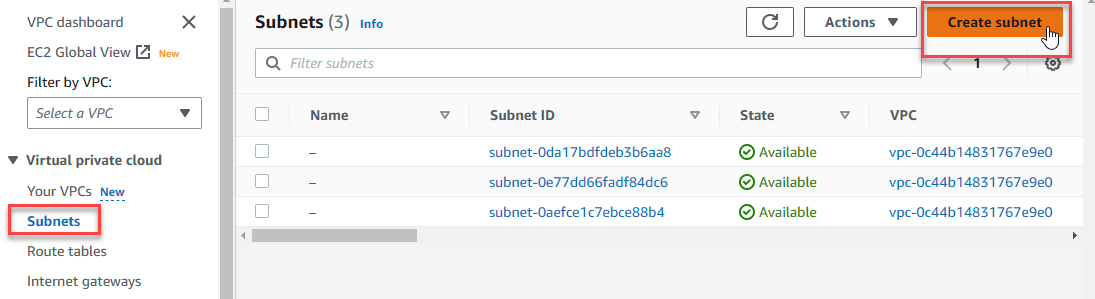 VPC dashboard
EC2 Global View New
Filter by VPC:
Select a VPC
Virtual private cloud
Your VPCs New
Subnets
Route tables
Internet gateways
Subnets (3) Info
Actions
Create subnet
Filter subnets
1
Name Subnet ID State VPC
– subnet-0da17bdfdeb3b6aa8 Available vpc-0c44b14831767e9e0
– subnet-0e77dd66fadf84dc6 Available vpc-0c44b14831767e9e0
– subnet-0aefce1c7ebce88b4 Available vpc-0c44b14831767e9e0